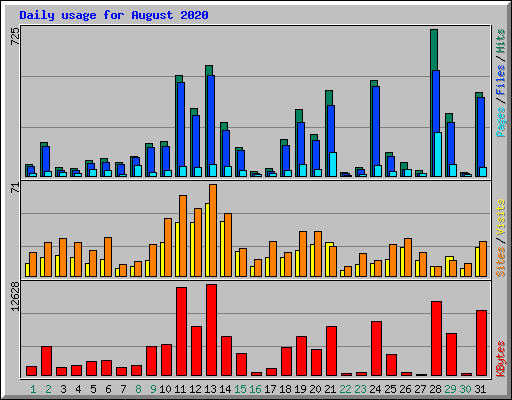 Daily usage for August 2020
725
Pages / Files / Hits
71
Sites / Visits
12628
KBytes
1 2 3 4 5 6 7 8 9 10 11 12 13 14 15 16 17 18 19 20 21 22 23 24 25 26 27 28 29 30 31